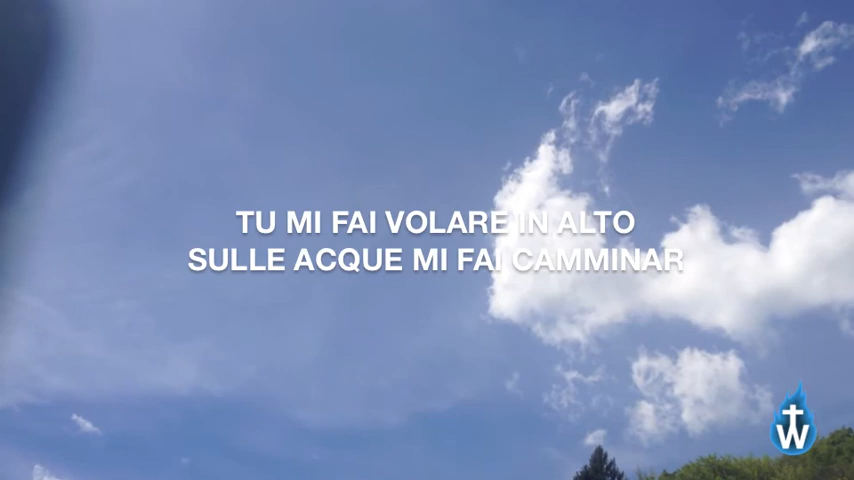 TU MI FAI VOLARE IN ALTO
SULLE ACQUE MI FAI CAMMINAR
W